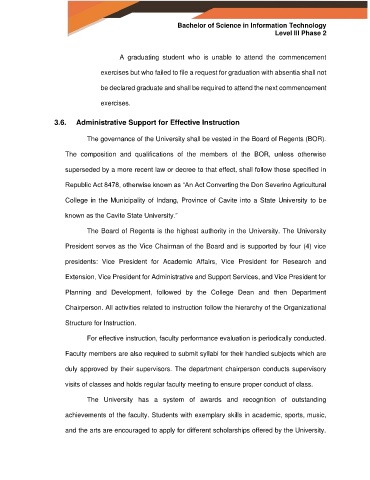 Bachelor of Science in Information Technology
Level III Phase 2
A graduating student who is unable to attend the commencement
exercises but who failed to file a request for graduation with absentia shall not
be declared graduate and shall be required to attend the next commencement
exercises.
3.6. Administrative Support for Effective Instruction
The governance of the University shall be vested in the Board of Regents (BOR).
The composition and qualifications of the members of the BOR, unless otherwise
superseded by a more recent law or decree to that effect, shall follow those specified in
Republic Act 8478, otherwise known as “An Act Converting the Don Severino Agricultural
College in the Municipality of Indang, Province of Cavite into a State University to be
known as the Cavite State University.”
The Board of Regents is the highest authority in the University. The University
President serves as the Vice Chairman of the Board and is supported by four (4) vice
presidents: Vice President for Academic Affairs, Vice President for Research and
Extension, Vice President for Administrative and Support Services, and Vice President for
Planning and Development, followed by the College Dean and then Department
Chairperson. All activities related to instruction follow the hierarchy of the Organizational
Structure for Instruction.
For effective instruction, faculty performance evaluation is periodically conducted.
Faculty members are also required to submit syllabi for their handled subjects which are
duly approved by their supervisors. The department chairperson conducts supervisory
visits of classes and holds regular faculty meeting to ensure proper conduct of class.
The University has a system of awards and recognition of outstanding
achievements of the faculty. Students with exemplary skills in academic, sports, music,
and the arts are encouraged to apply for different scholarships offered by the University.